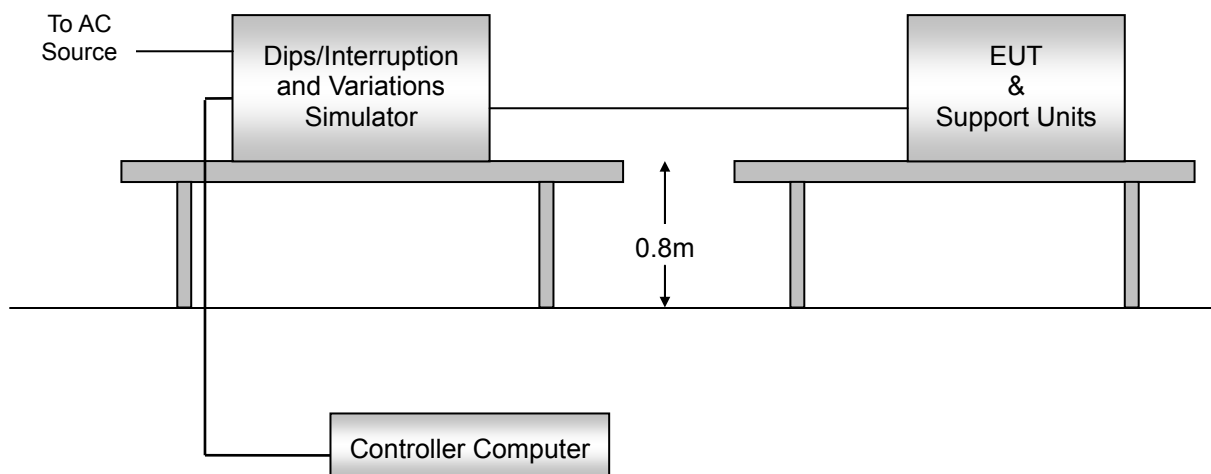 To AC
Source
Dips/Interruption
and Variations
Simulator
EUT
&
Support Units
0.8m
Controller Computer